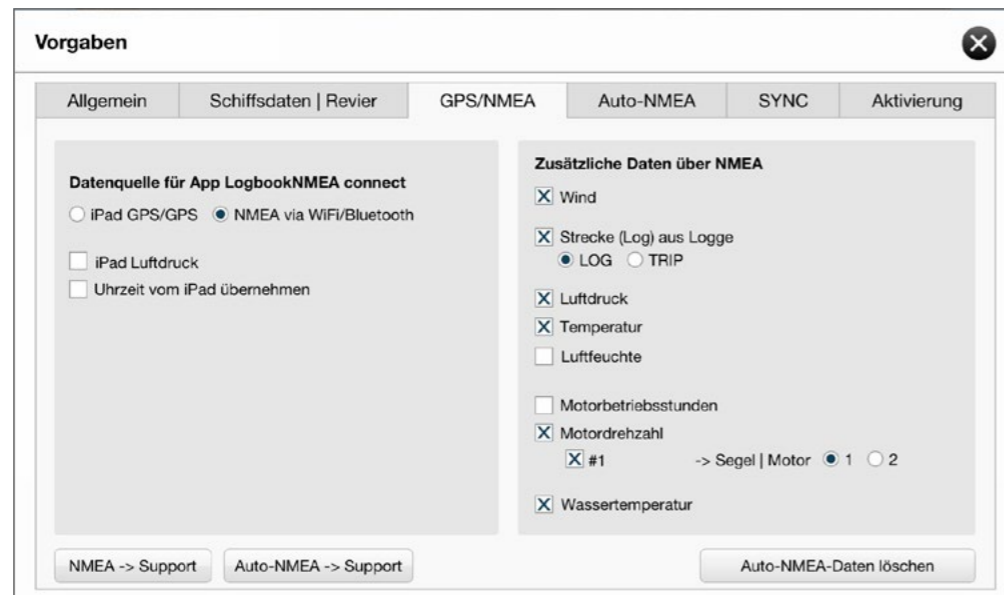 Vorgaben
Allgemein
Schiffsdaten | Revier
GPS/NMEA
Auto-NMEA
SYNC
Aktivierung
Datenquelle für App LogbookNMEA connect
iPad GPS/GPS
NMEA via WiFi/Bluetooth
iPad Luftdruck
Uhrzeit vom iPad übernehmen
Zusätzliche Daten über NMEA
Wind
Strecke (Log) aus Logge
LOG
TRIP
Luftdruck
Temperatur
Luftfeuchte
Motorbetriebsstunden
Motordrehzahl
#1
-> Segel | Motor
1
2
Wassertemperatur
NMEA -> Support
Auto-NMEA -> Support
Auto-NMEA-Daten löschen